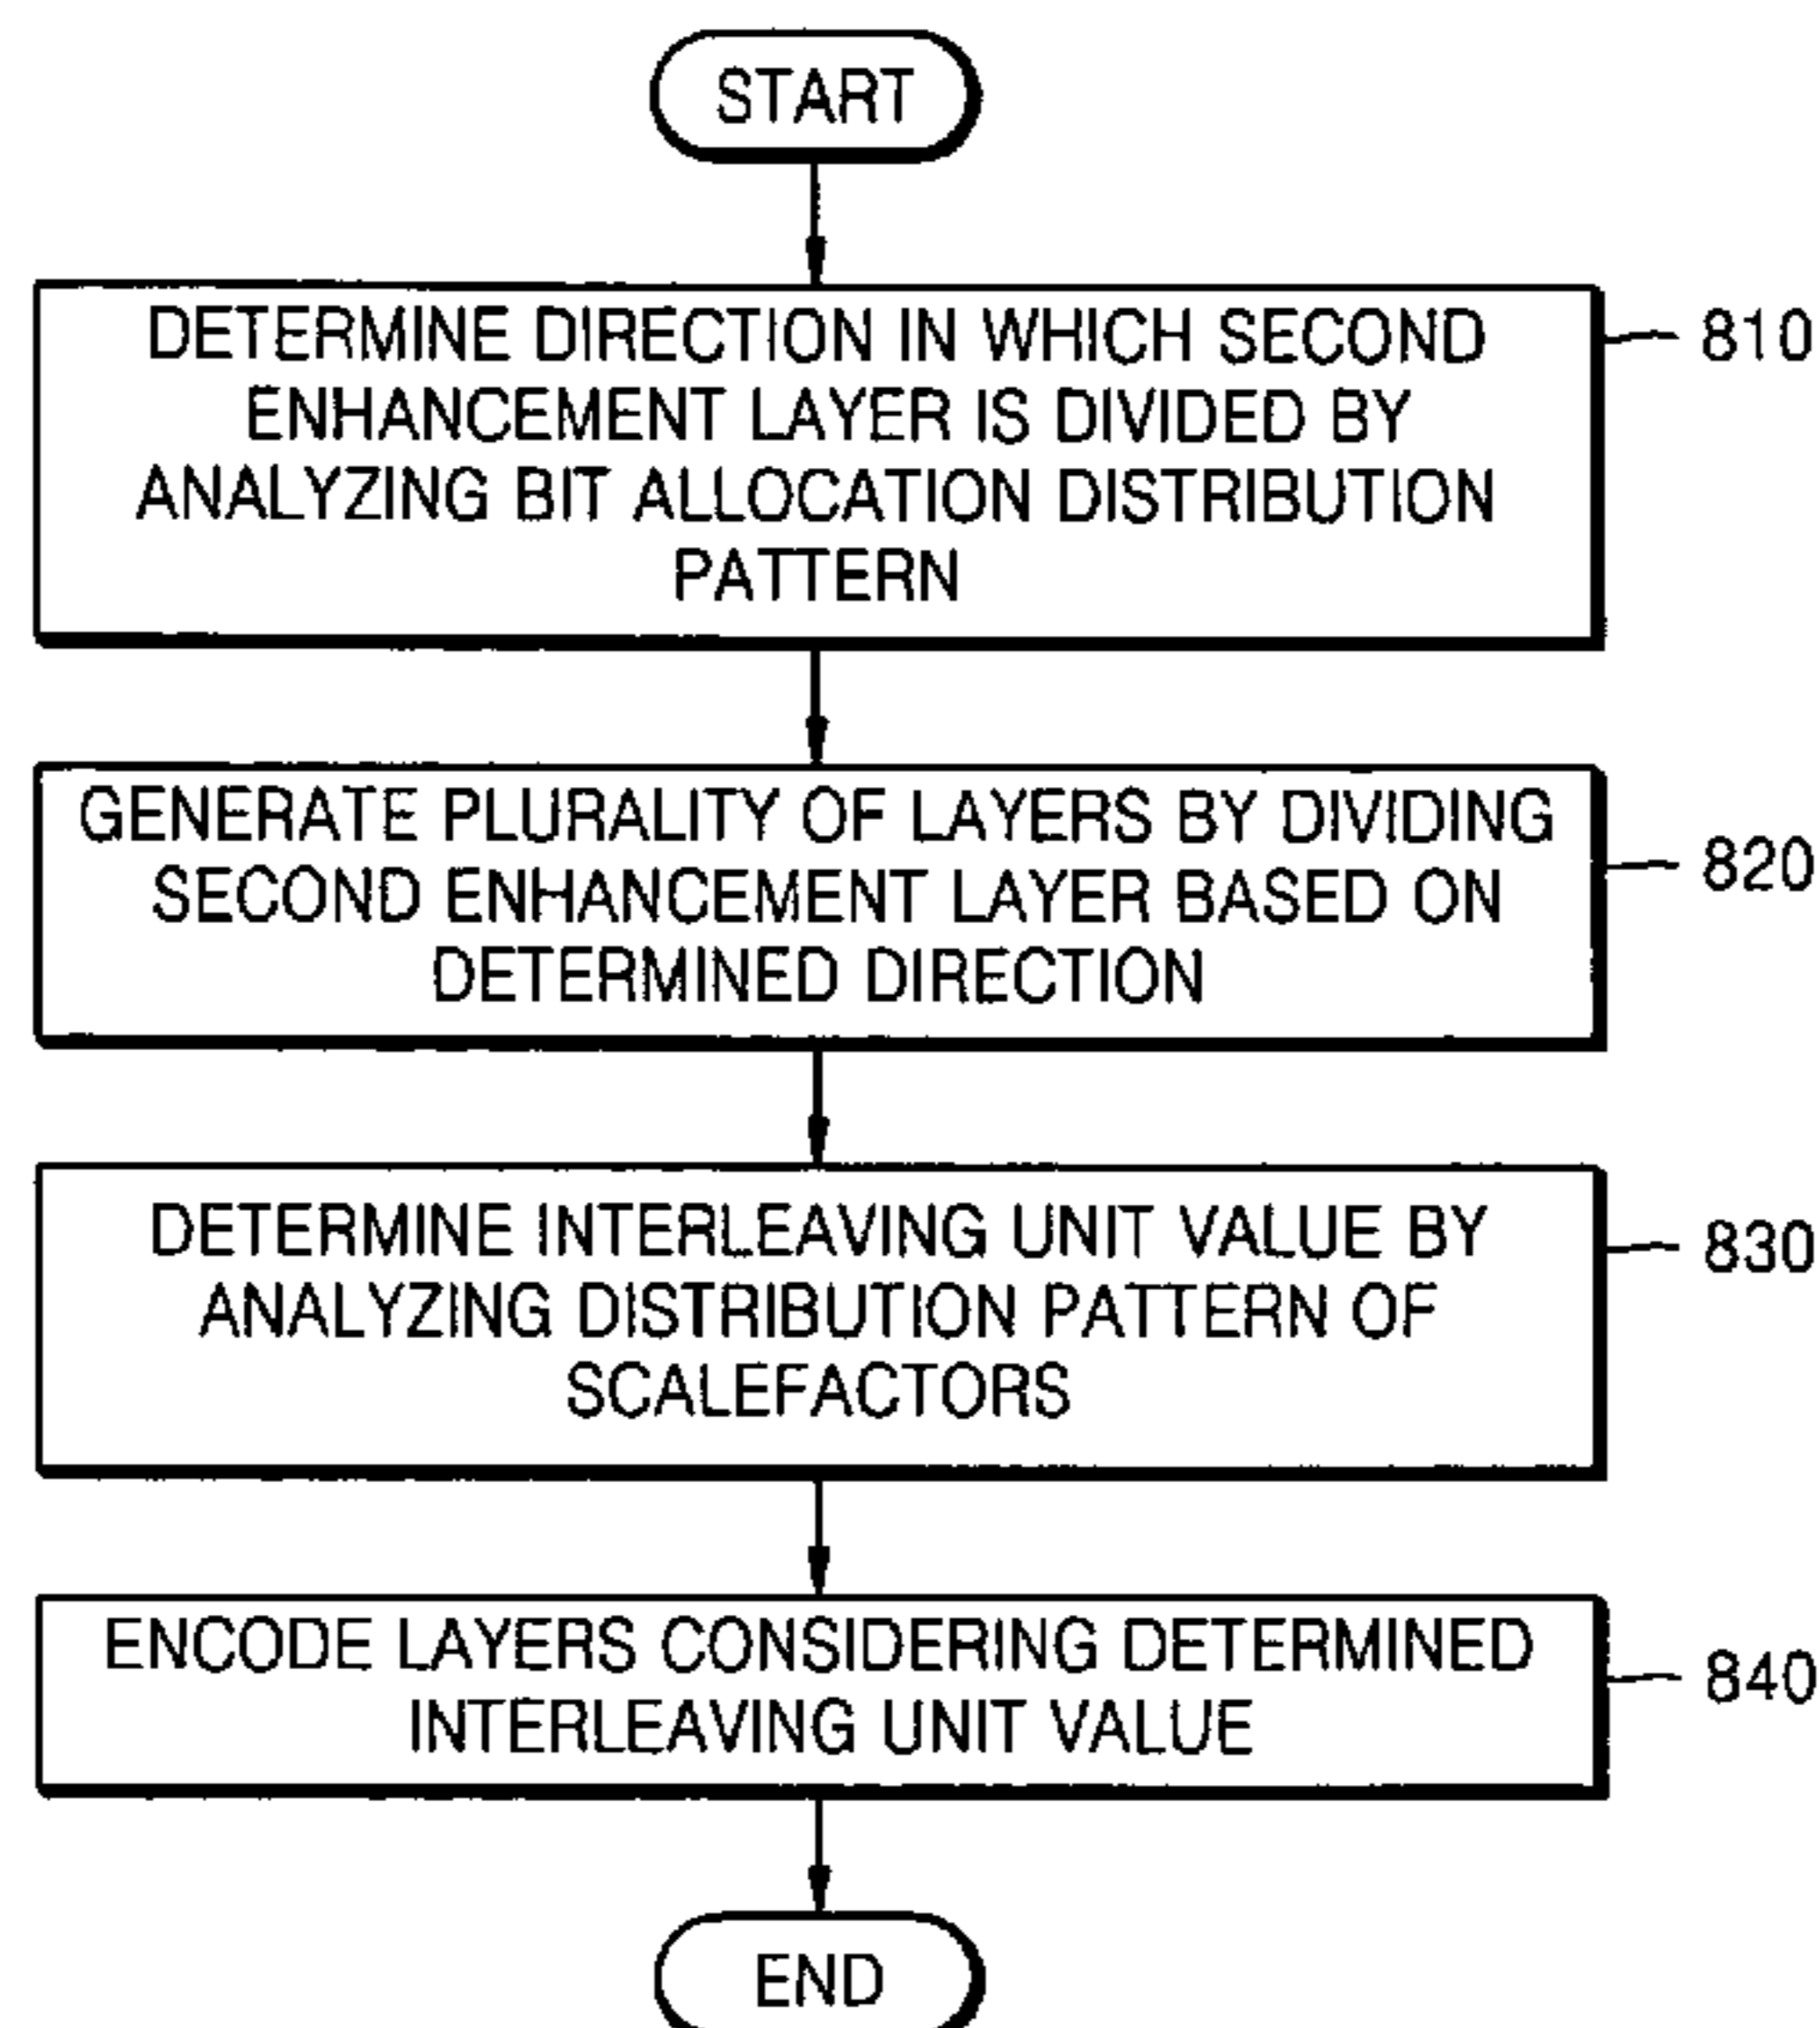 START
DETERMINE DIRECTION IN WHICH SECOND
ENHANCEMENT LAYER IS DIVIDED BY
ANALYZING BIT ALLOCATION DISTRIBUTION
PATTERN
810
GENERATE PLURALITY OF LAYERS BY DIVIDING
SECOND ENHANCEMENT LAYER BASED ON
DETERMINED DIRECTION
820
DETERMINE INTERLEAVING UNIT VALUE BY
ANALYZING DISTRIBUTION PATTERN OF
SCALEFACTORS
830
ENCODE LAYERS CONSIDERING DETERMINED
INTERLEAVING UNIT VALUE
840
END